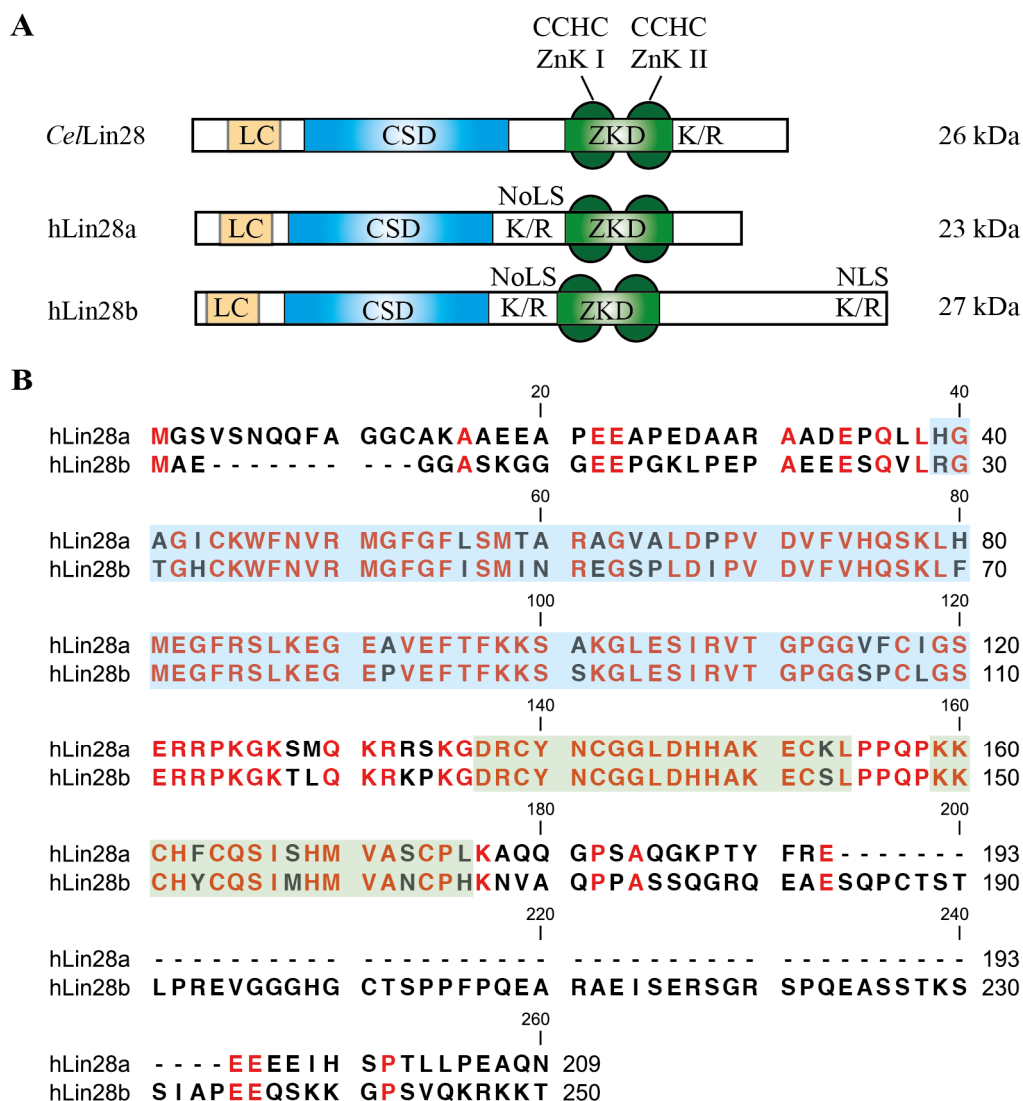 A
CCHC CCHC
ZnK I ZnK II
CelLin28 LC CSD ZKD K/R 26 kDa
NoLS
hLin28a LC CSD K/R ZKD 23 kDa
NoLS NLS
hLin28b LC CSD K/R ZKD K/R 27 kDa
B
20 40
hLin28a MGSVSNQQFA GGCAKAAEEA PEEAPEDAAR AADEPQLLHG 40
hLin28b MAE- - - - - - - - - - GGASKGG GEEPGKLPEP AEEESQVLRG 30
60 80
hLin28a AGICKWFNVR MGFGFLSMTA RAGVALDPPV DVFVHQSKLH 80
hLin28b TGHCKWFNVR MGFGFISMIN REGSPLDIPV DVFVHQSKLF 70
100 120
hLin28a MEGFRSLKEG EAVEFTFKKS AKGLESIRVT GPGGVFCIGS 120
hLin28b MEGFRSLKEG EPVEFTFKKS SKGLESIRVT GPGGSPCLGS 110
140 160
hLin28a ERRPKGKSMQ KRRSKGDRCY NCGGLDHHAK ECKLPPQPKK 160
hLin28b ERRPKGKTLQ KRKPKGDRCY NCGGLDHHAK ECSLPPQPKK 150
180 200
hLin28a CHFCQSISHM VASCPLKAQQ GPSAQGKPTY FRE- - - - - - - 193
hLin28b CHYCQSIMHM VANCPHKNVA QPPASSQGRQ EAESQPCTST 190
220 240
hLin28a - - - - - - - - - - - - - - - - - - - - - - - - - - - - - - - - - - - - - - - - 193
hLin28b LPREVGGGHG CTSPPFPQEA RAEISERSGR SPQEASSTKS 230
260
hLin28a - - - - EEEEIH SPTLLPEAQN 209
hLin28b SIAPEEQSKK GPSVQKRKKT 250